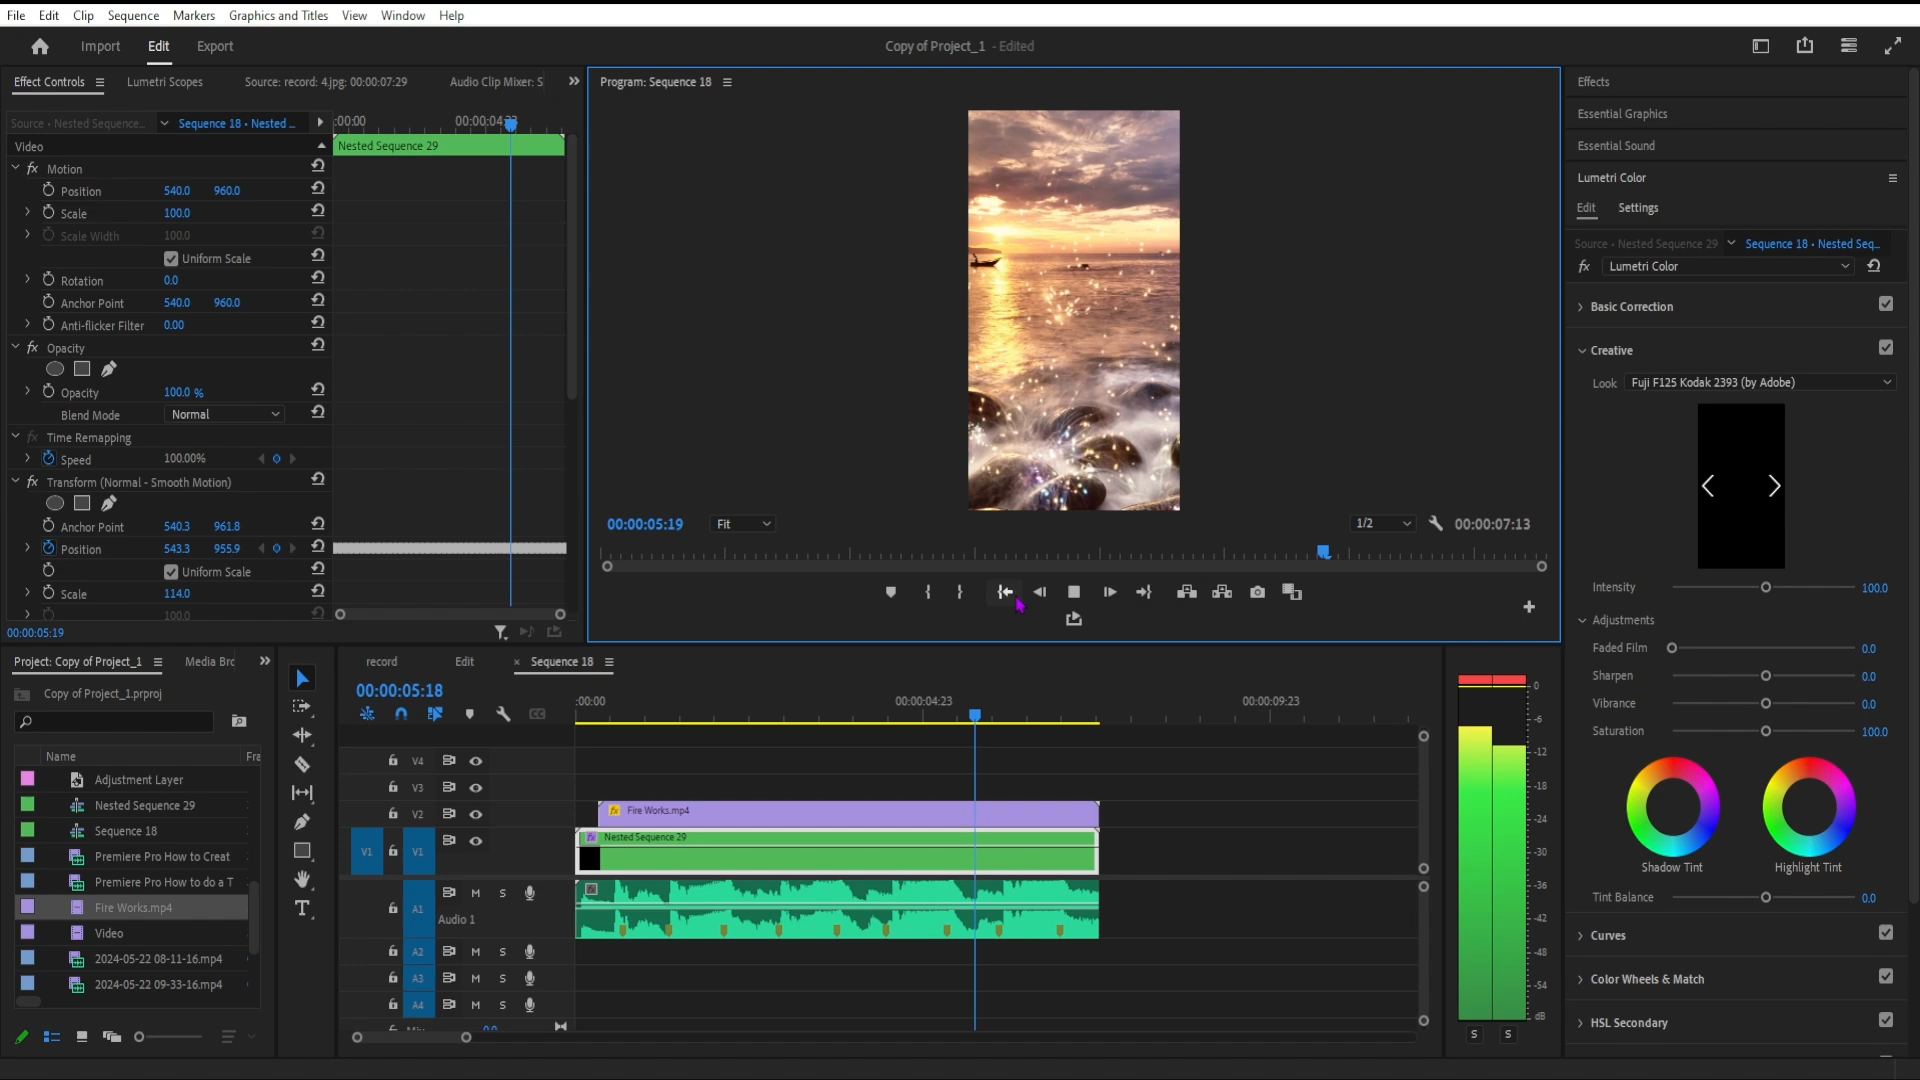 File Edit Clip Sequence Markers Graphics and Titles View Window Help
Import Edit Export
Copy of Project_1 - Edited
Effect Controls Lumetri Scopes Source: record: 4.jpg: 00:00:07:29 Audio Clip Mixer: S
Source • Nested Sequence... Sequence 18 • Nested ...
:00:00 00:00:04:23
Video
Nested Sequence 29
fx Motion
Position 540.0 960.0
Scale 100.0
Scale Width 100.0
Uniform Scale
Rotation 0.0
Anchor Point 540.0 960.0
Anti-flicker Filter 0.00
fx Opacity
Opacity 100.0 %
Blend Mode Normal
fx Time Remapping
Speed 100.00%
fx Transform (Normal - Smooth Motion)
Anchor Point 540.3 961.8
Position 543.3 955.9
Uniform Scale
Scale 114.0
100.0
00:00:05:19
Program: Sequence 18
00:00:05:19 Fit 1/2 00:00:07:13
Effects
Essential Graphics
Essential Sound
Lumetri Color
Edit Settings
Source • Nested Sequence 29 Sequence 18 • Nested Seq...
fx Lumetri Color
Basic Correction
Creative
Look Fuji F125 Kodak 2393 (by Adobe)
Intensity 100.0
Adjustments
Faded Film 0.0
Sharpen 0.0
Vibrance 0.0
Saturation 100.0
Shadow Tint Highlight Tint
Tint Balance 0.0
Curves
Color Wheels & Match
HSL Secondary
Project: Copy of Project_1 Media Brc
Copy of Project_1.prproj
Name Fra
Adjustment Layer
Nested Sequence 29
Sequence 18
Premiere Pro How to Creat
Premiere Pro How to do a T
Fire Works.mp4
Video
2024-05-22 08-11-16.mp4
2024-05-22 09-33-16.mp4
T
record Edit × Sequence 18
00:00:05:18
:00:00 00:00:04:23 00:00:09:23
V4
V3
V2
fx Fire Works.mp4
V1 V1
fx Nested Sequence 29
A1 M S
fx
Audio 1
A2 M S
A3 M S
A4 M S
0.0
0
-6
-12
-18
-24
-30
-36
-42
-48
-54
dB
S S